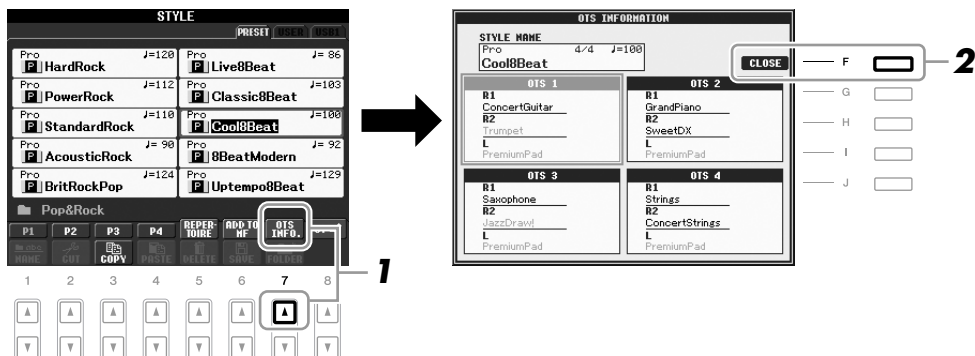 STYLE
PRESET USER USB1
Pro ♩=120
P HardRock
Pro ♩= 86
P Live8Beat
Pro ♩=112
P PowerRock
Pro ♩=103
P Classic8Beat
Pro ♩=110
P StandardRock
Pro ♩=100
P Cool8Beat
Pro ♩= 90
P AcousticRock
Pro ♩= 92
P 8BeatModern
Pro ♩=124
P BritRockPop
Pro ♩=129
P Uptempo8Beat
Pop&Rock
P1 P2 P3 P4 REPER-TOIRE ADD TO MF OTS INFO.
NAME CUT COPY PASTE DELETE SAVE FOLDER
1 2 3 4 5 6 7 8
1
OTS INFORMATION
STYLE NAME
Pro 4/4 ♩=100
Cool8Beat
CLOSE
OTS 1
R1
ConcertGuitar
R2
Trumpet
L
PremiumPad
OTS 2
R1
GrandPiano
R2
SweetDX
L
PremiumPad
OTS 3
R1
Saxophone
R2
JazzDraw!
L
PremiumPad
OTS 4
R1
Strings
R2
ConcertStrings
L
PremiumPad
F
G
H
I
J
2